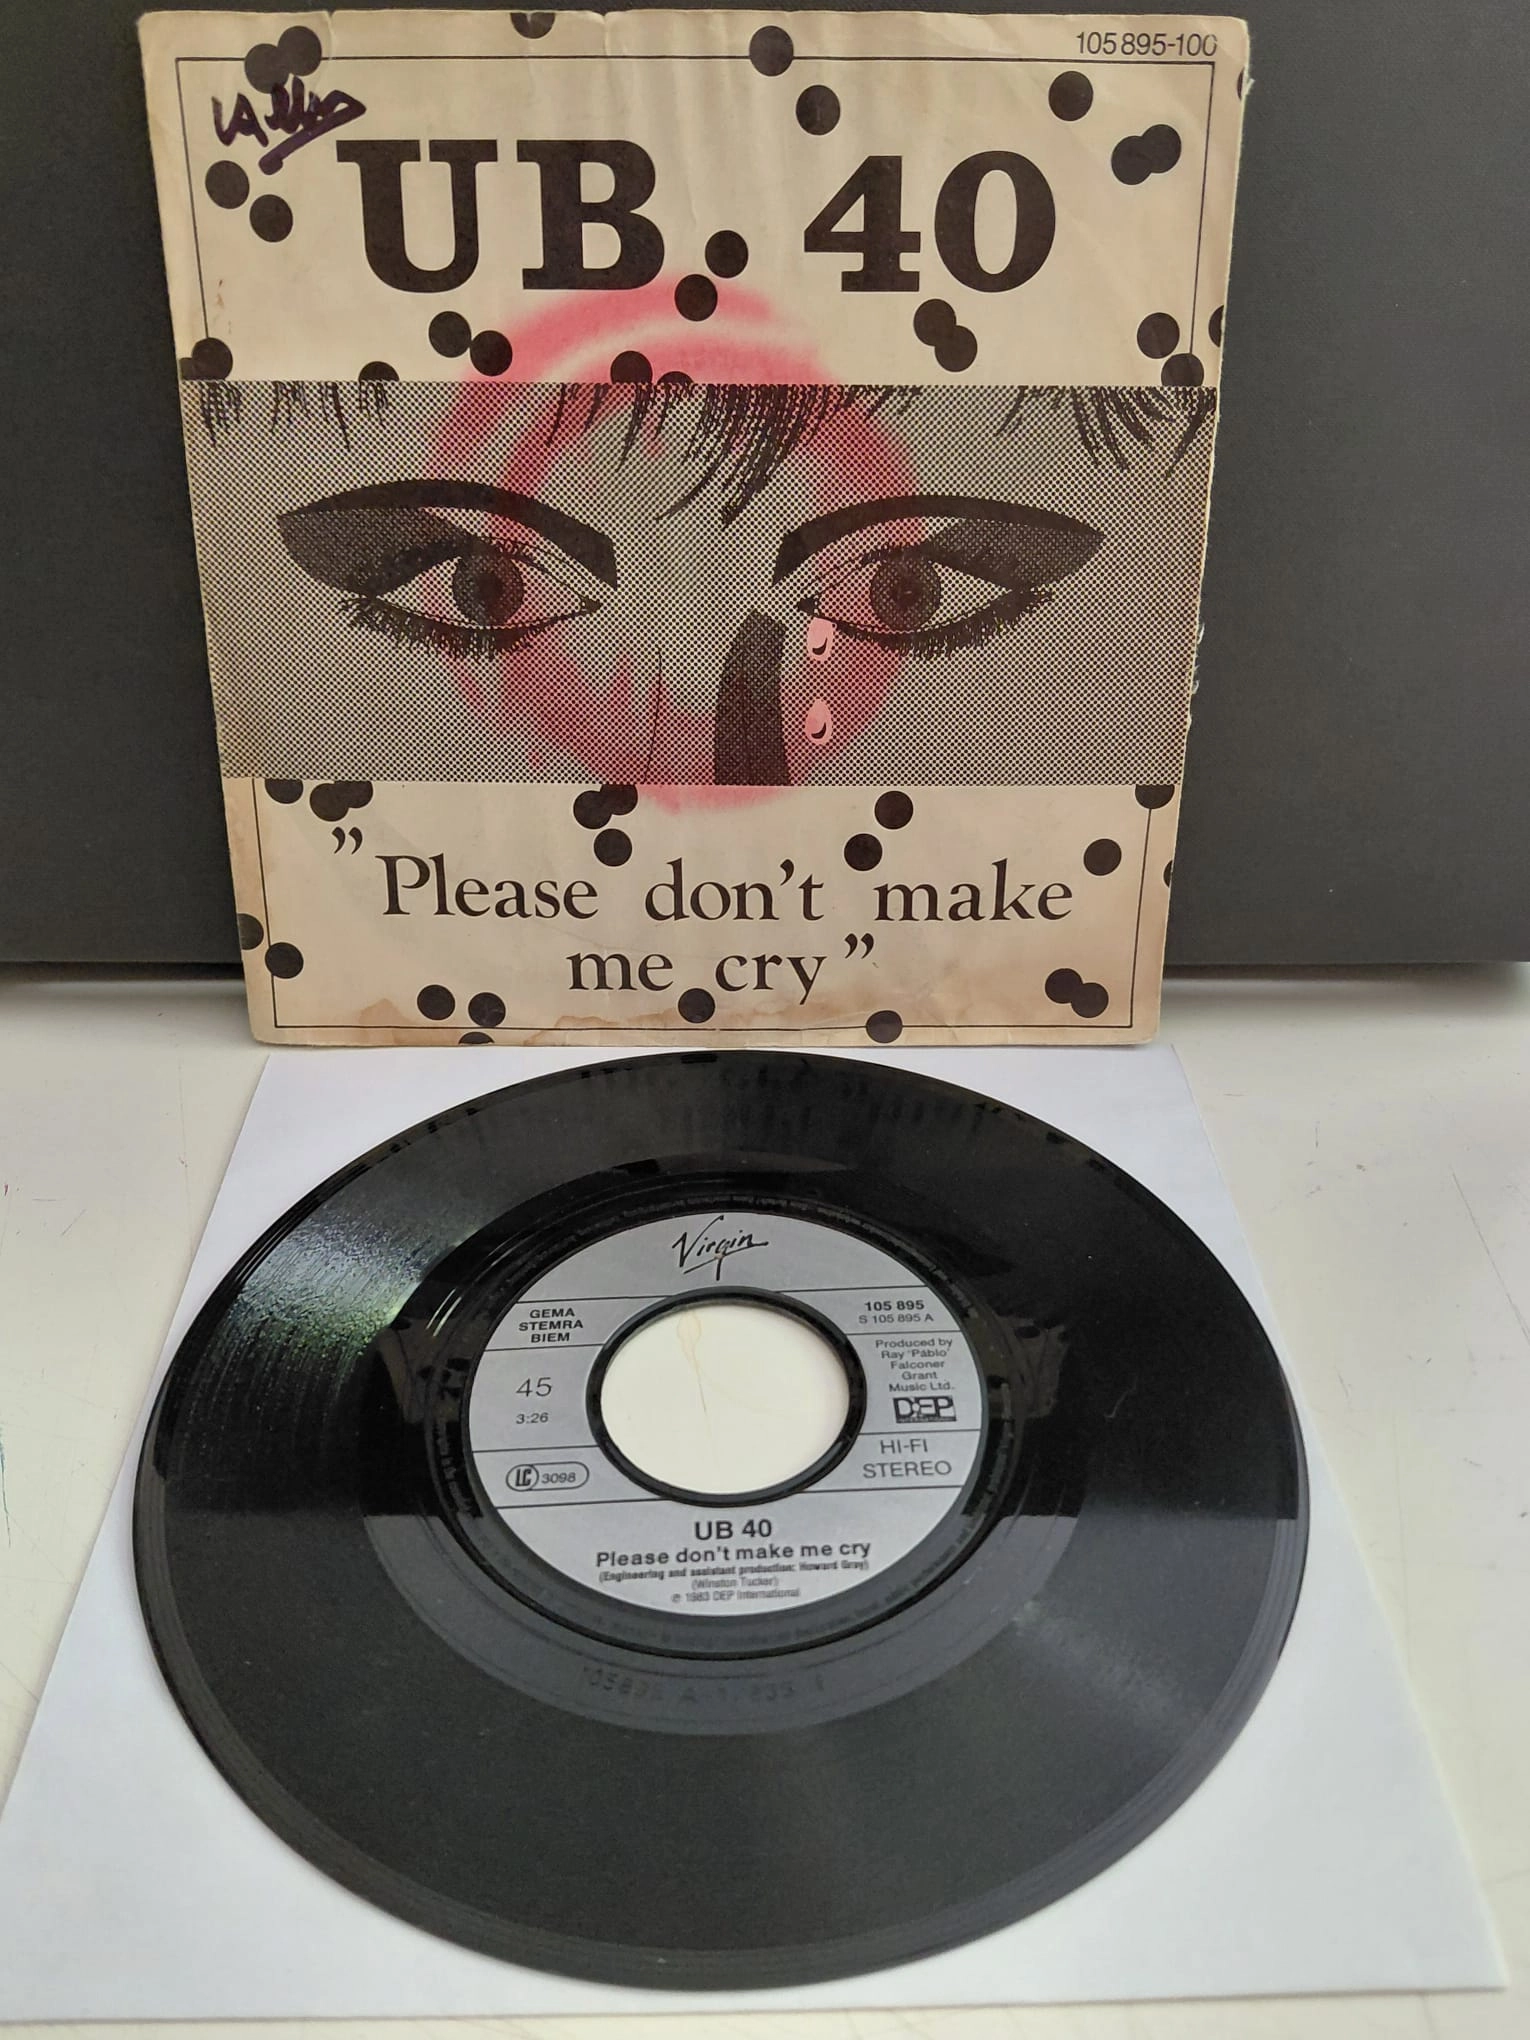 105 895-100
UB. 40
”Please don’t make
me cry”
Virgin
GEMA
STEMRA
BIEM
45
3:26
LC 3098
105 895
S 105 895 A
Produced by
Ray "Pablo"
Falconer
Grant
Music Ltd.
DEP
HI-FI
STEREO
UB 40
Please don't make me cry
(Engineering and assistant production: Howard Gray)
(Winston Tucker)
℗ 1983 DEP International